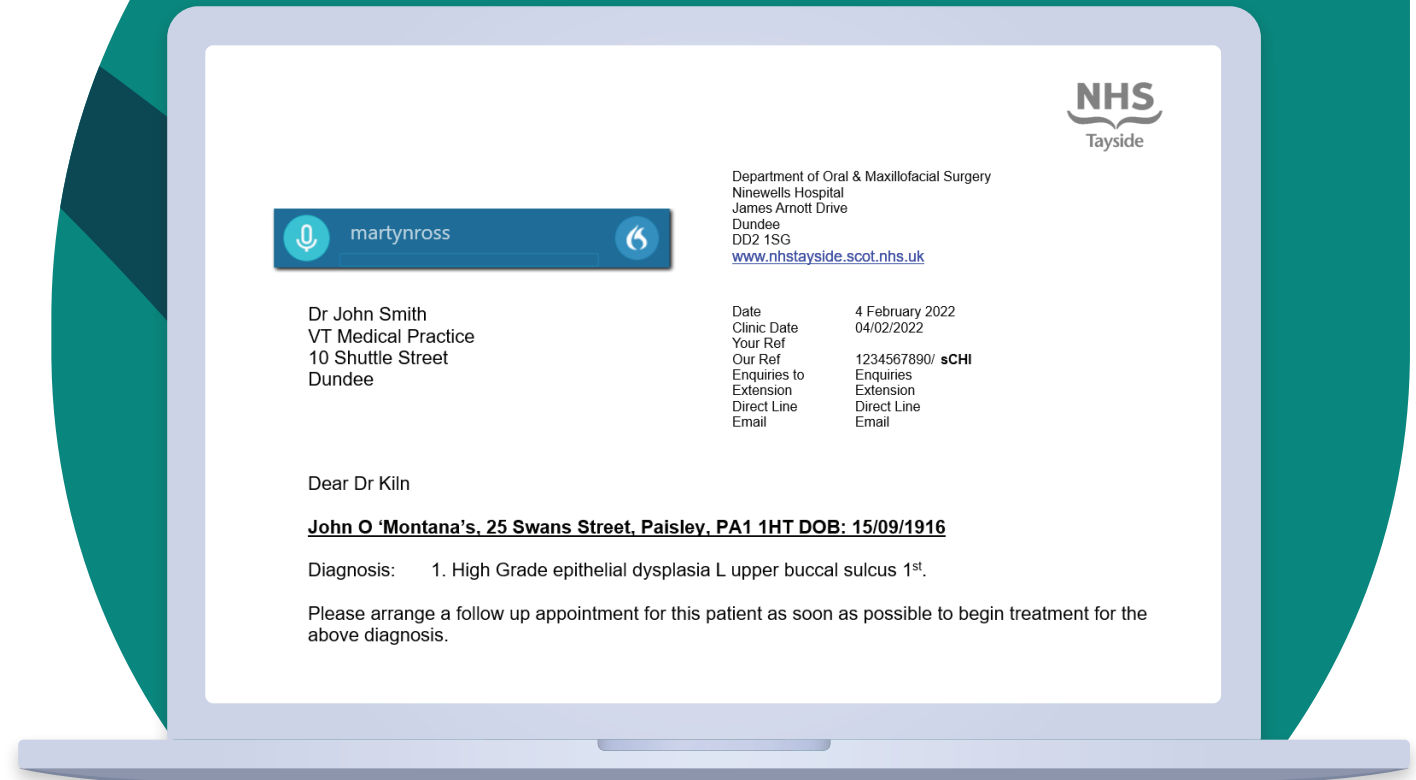 NHS
Tayside
Department of Oral & Maxillofacial Surgery
Ninewells Hospital
James Arnott Drive
Dundee
DD2 1SG
www.nhstayside.scot.nhs.uk
martynross
Dr John Smith
VT Medical Practice
10 Shuttle Street
Dundee
Date 4 February 2022
Clinic Date 04/02/2022
Your Ref
Our Ref 1234567890/ sCHI
Enquiries to Enquiries
Extension Extension
Direct Line Direct Line
Email Email
Dear Dr Kiln
John O ‘Montana’s, 25 Swans Street, Paisley, PA1 1HT DOB: 15/09/1916
Diagnosis: 1. High Grade epithelial dysplasia L upper buccal sulcus 1st.
Please arrange a follow up appointment for this patient as soon as possible to begin treatment for the
above diagnosis.